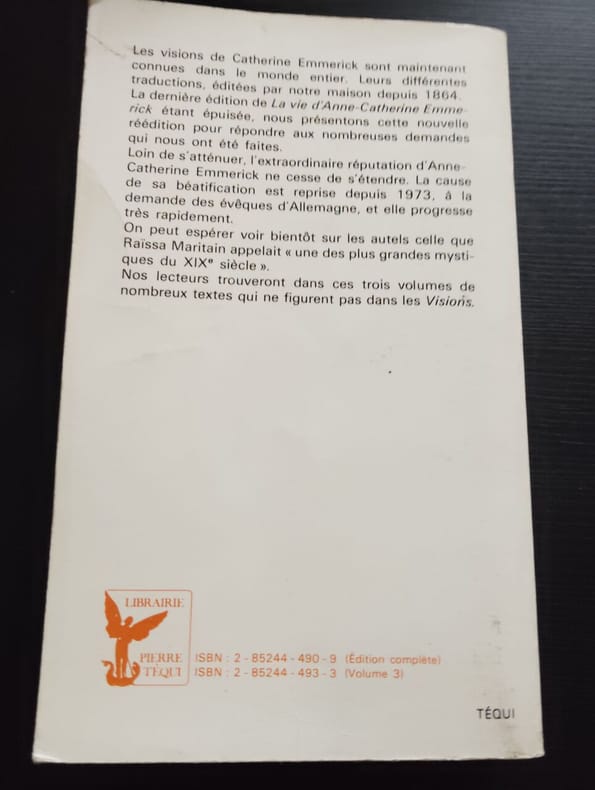 Les visions de Catherine Emmerick sont maintenant
connues dans le monde entier. Leurs différentes
traductions, éditées par notre maison depuis 1864.
La dernière édition de La vie d'Anne-Catherine Emme-
rick étant épuisée, nous présentons cette nouvelle
réédition pour répondre aux nombreuses demandes
qui nous ont été faites.
Loin de s'atténuer, l'extraordinaire réputation d'Anne-
Catherine Emmerick ne cesse de s'étendre. La cause
de sa béatification est reprise depuis 1973, à la
demande des évêques d'Allemagne, et elle progresse
très rapidement.
On peut espérer voir bientôt sur les autels celle que
Raïssa Maritain appelait « une des plus grandes mysti-
ques du XIXᵉ siècle ».
Nos lecteurs trouveront dans ces trois volumes de
nombreux textes qui ne figurent pas dans les Visions.
LIBRAIRIE
PIERRE
TÉQUI
ISBN : 2 - 85244 - 490 - 9 (Édition complète)
ISBN : 2 - 85244 - 493 - 3 (Volume 3)
TÉQUI